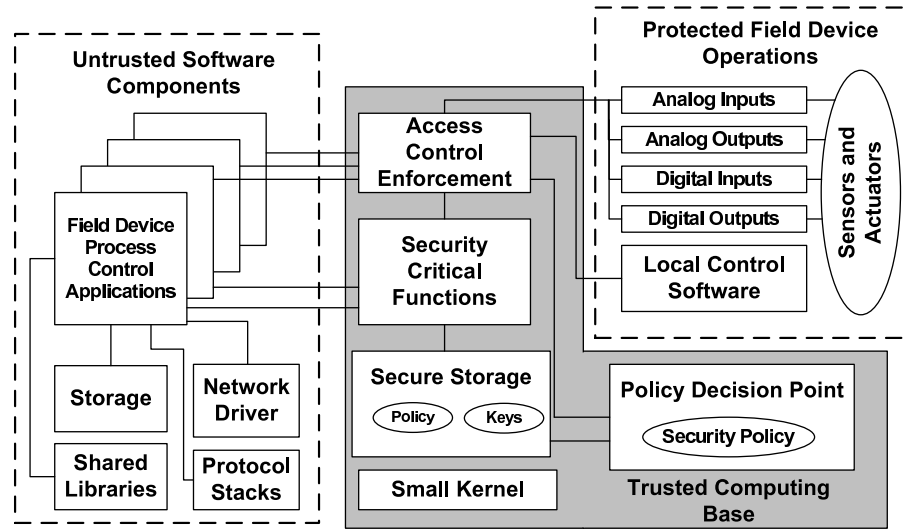 Untrusted Software
Components
Field Device
Process
Control
Applications
Storage
Network
Driver
Shared
Libraries
Protocol
Stacks
Access
Control
Enforcement
Security
Critical
Functions
Secure Storage
Policy
Keys
Small Kernel
Policy Decision Point
Security Policy
Trusted Computing
Base
Protected Field Device
Operations
Analog Inputs
Analog Outputs
Digital Inputs
Digital Outputs
Local Control
Software
Sensors and
Actuators